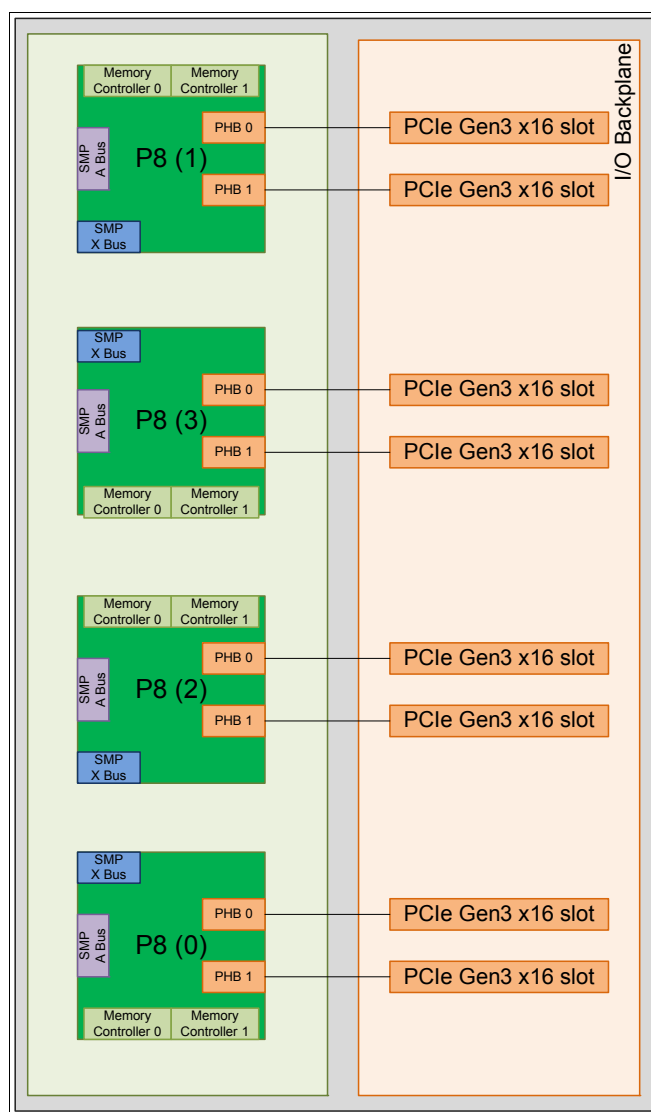 I/O Backplane
Memory
Controller 0
Memory
Controller 1
SMP
A Bus
P8 (1)
PHB 0
PCIe Gen3 x16 slot
PHB 1
PCIe Gen3 x16 slot
SMP
X Bus
SMP
X Bus
SMP
A Bus
P8 (3)
PHB 0
PCIe Gen3 x16 slot
PHB 1
PCIe Gen3 x16 slot
Memory
Controller 0
Memory
Controller 1
Memory
Controller 0
Memory
Controller 1
SMP
A Bus
P8 (2)
PHB 0
PCIe Gen3 x16 slot
PHB 1
PCIe Gen3 x16 slot
SMP
X Bus
SMP
X Bus
SMP
A Bus
P8 (0)
PHB 0
PCIe Gen3 x16 slot
PHB 1
PCIe Gen3 x16 slot
Memory
Controller 0
Memory
Controller 1